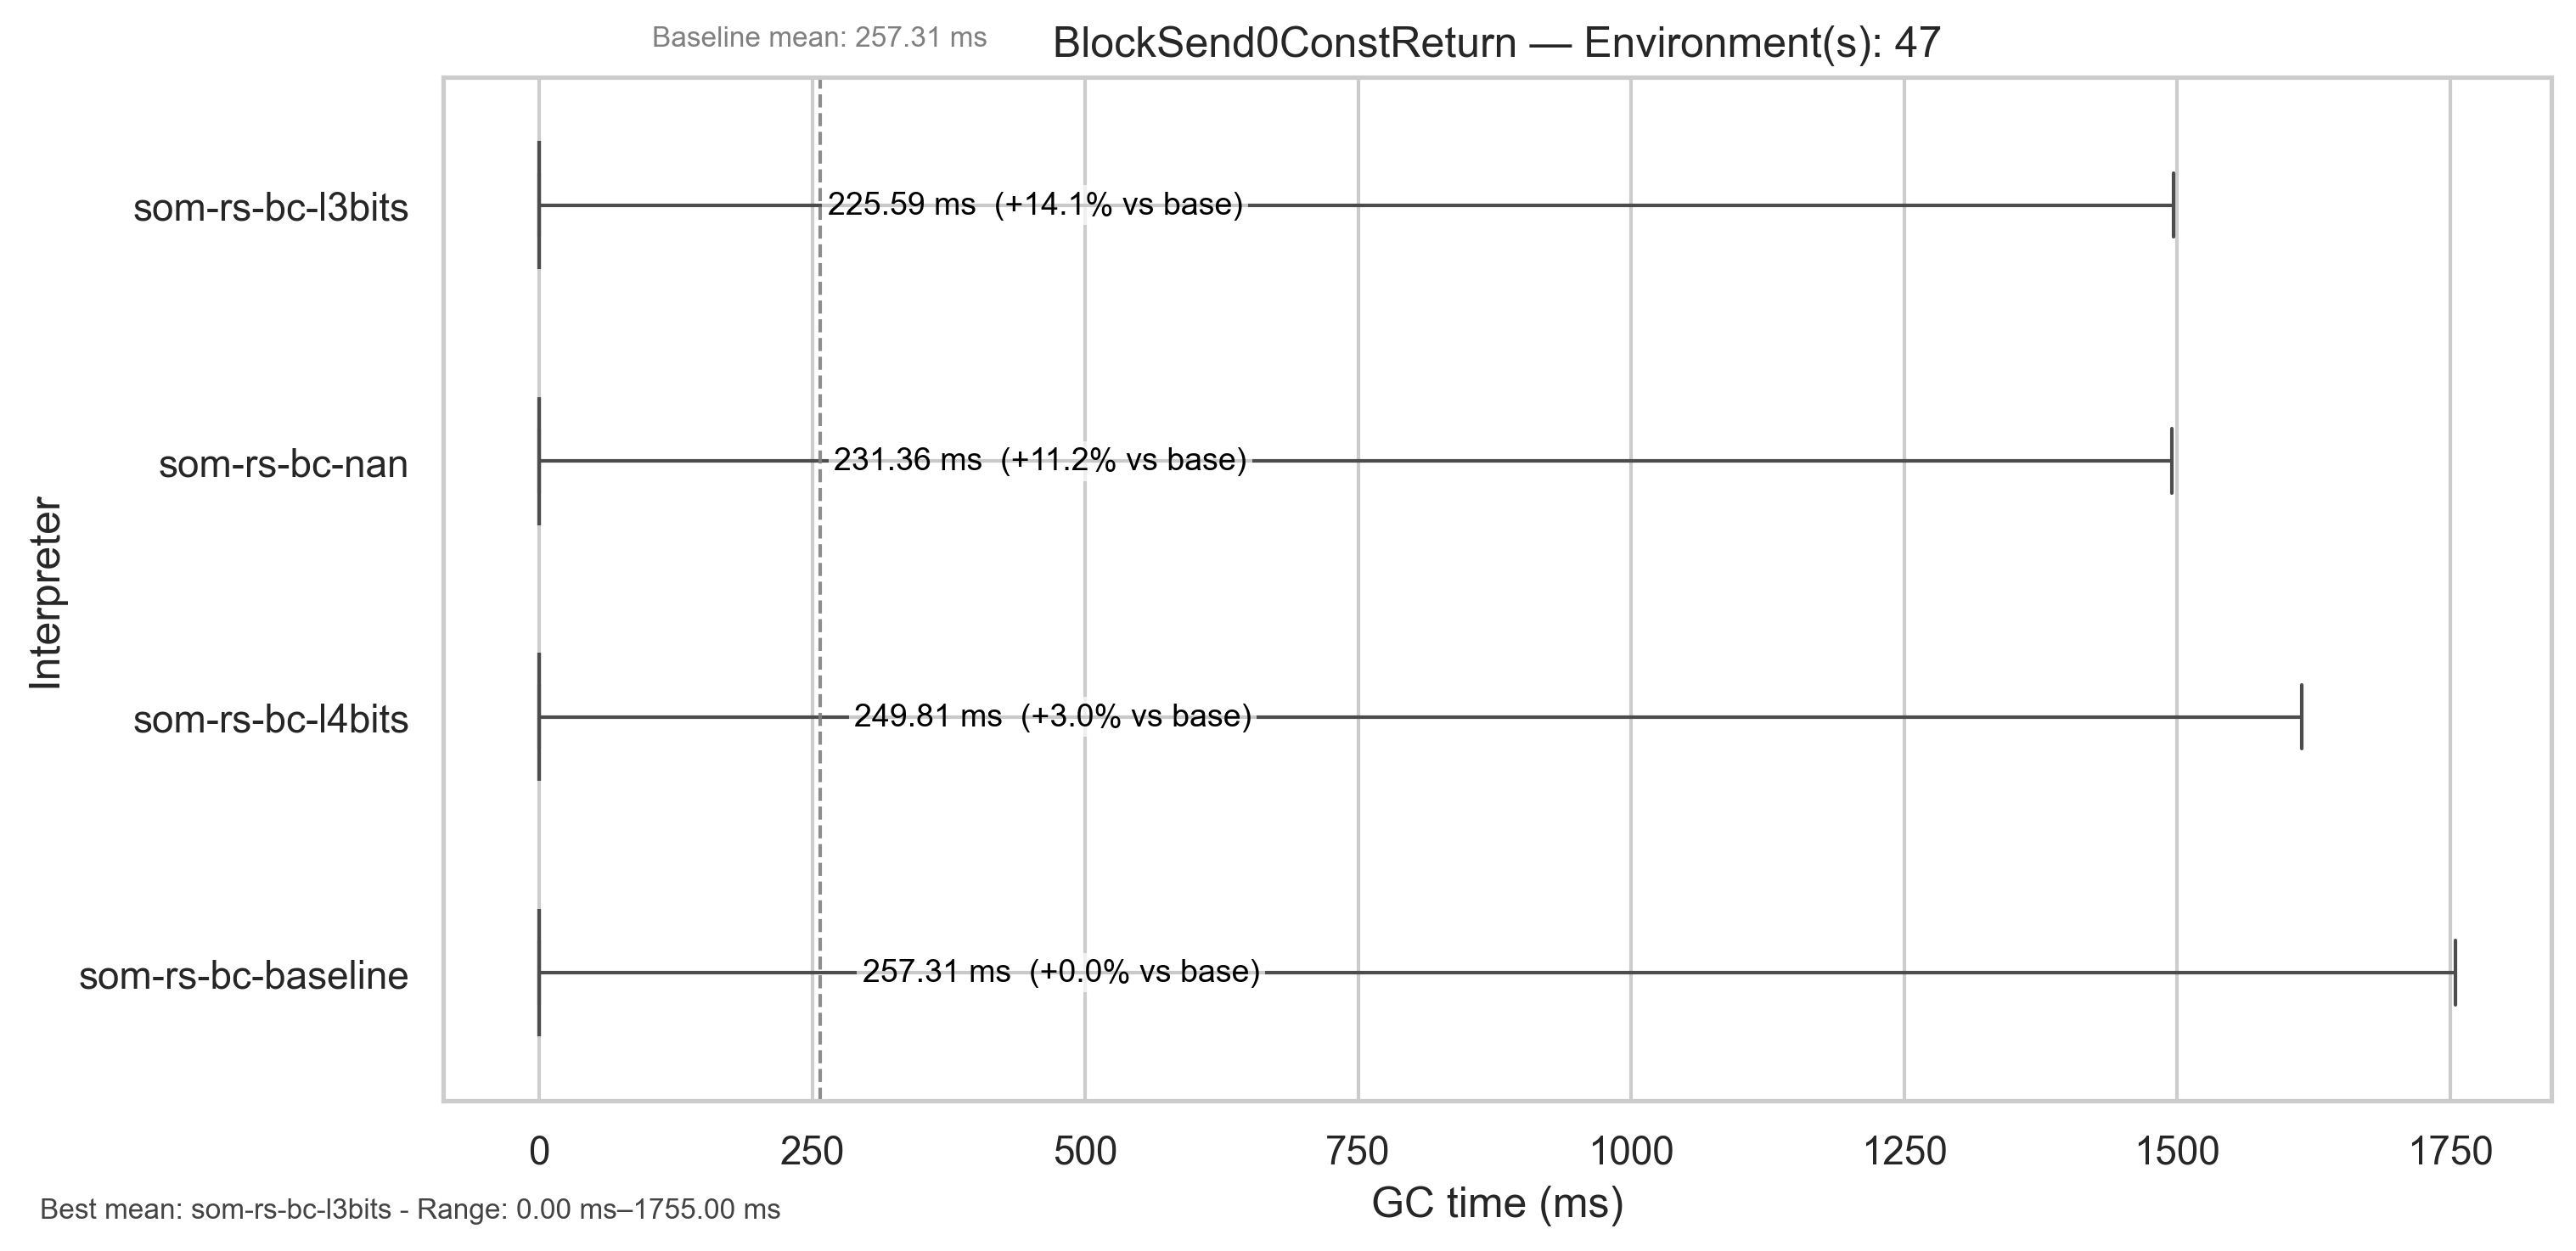 Baseline mean: 257.31 ms
BlockSend0ConstReturn — Environment(s): 47
som-rs-bc-l3bits
225.59 ms  (+14.1% vs base)
som-rs-bc-nan
231.36 ms  (+11.2% vs base)
Interpreter
som-rs-bc-l4bits
249.81 ms  (+3.0% vs base)
som-rs-bc-baseline
257.31 ms  (+0.0% vs base)
0 250 500 750 1000 1250 1500 1750
GC time (ms)
Best mean: som-rs-bc-l3bits - Range: 0.00 ms–1755.00 ms